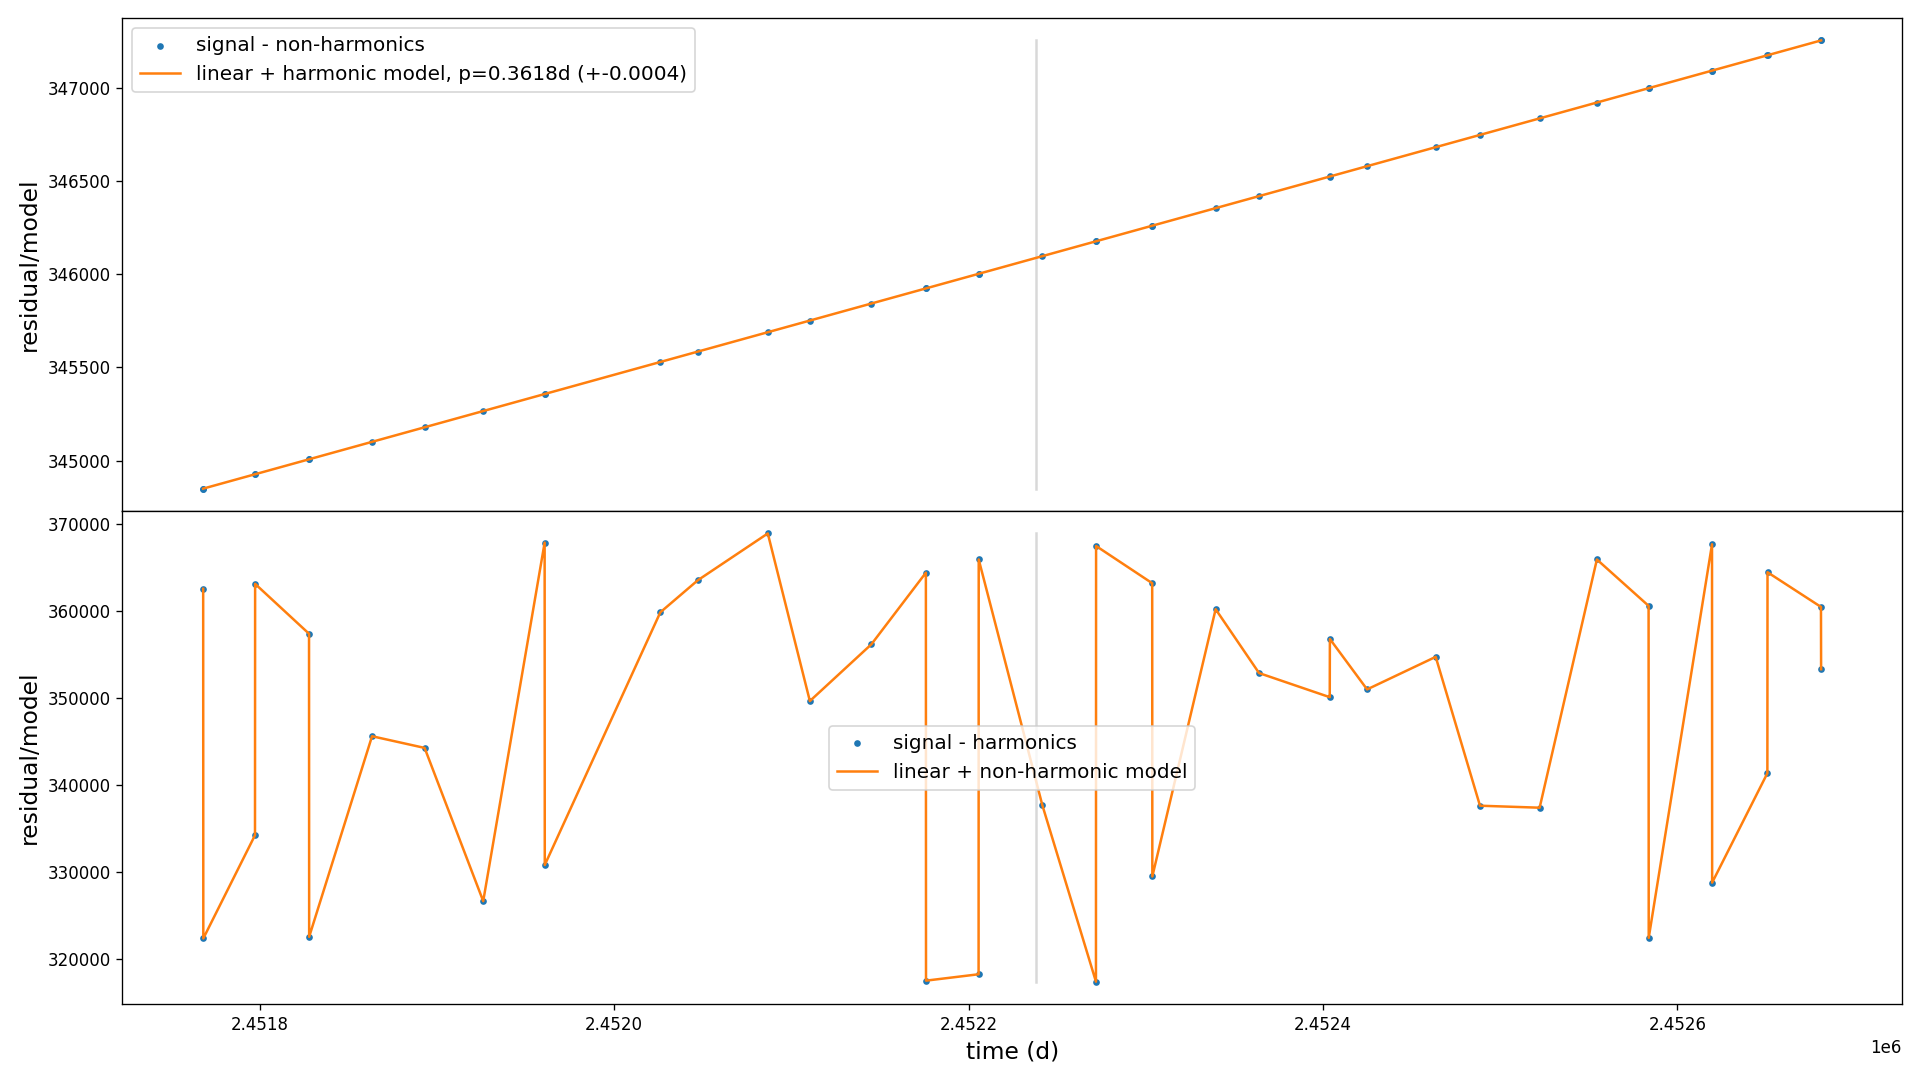 signal - non-harmonics
linear + harmonic model, p=0.3618d (+-0.0004)
residual/model
347000
346500
346000
345500
345000
signal - harmonics
linear + non-harmonic model
residual/model
370000
360000
350000
340000
330000
320000
2.4518 2.4520 2.4522 2.4524 2.4526
1e6
time (d)